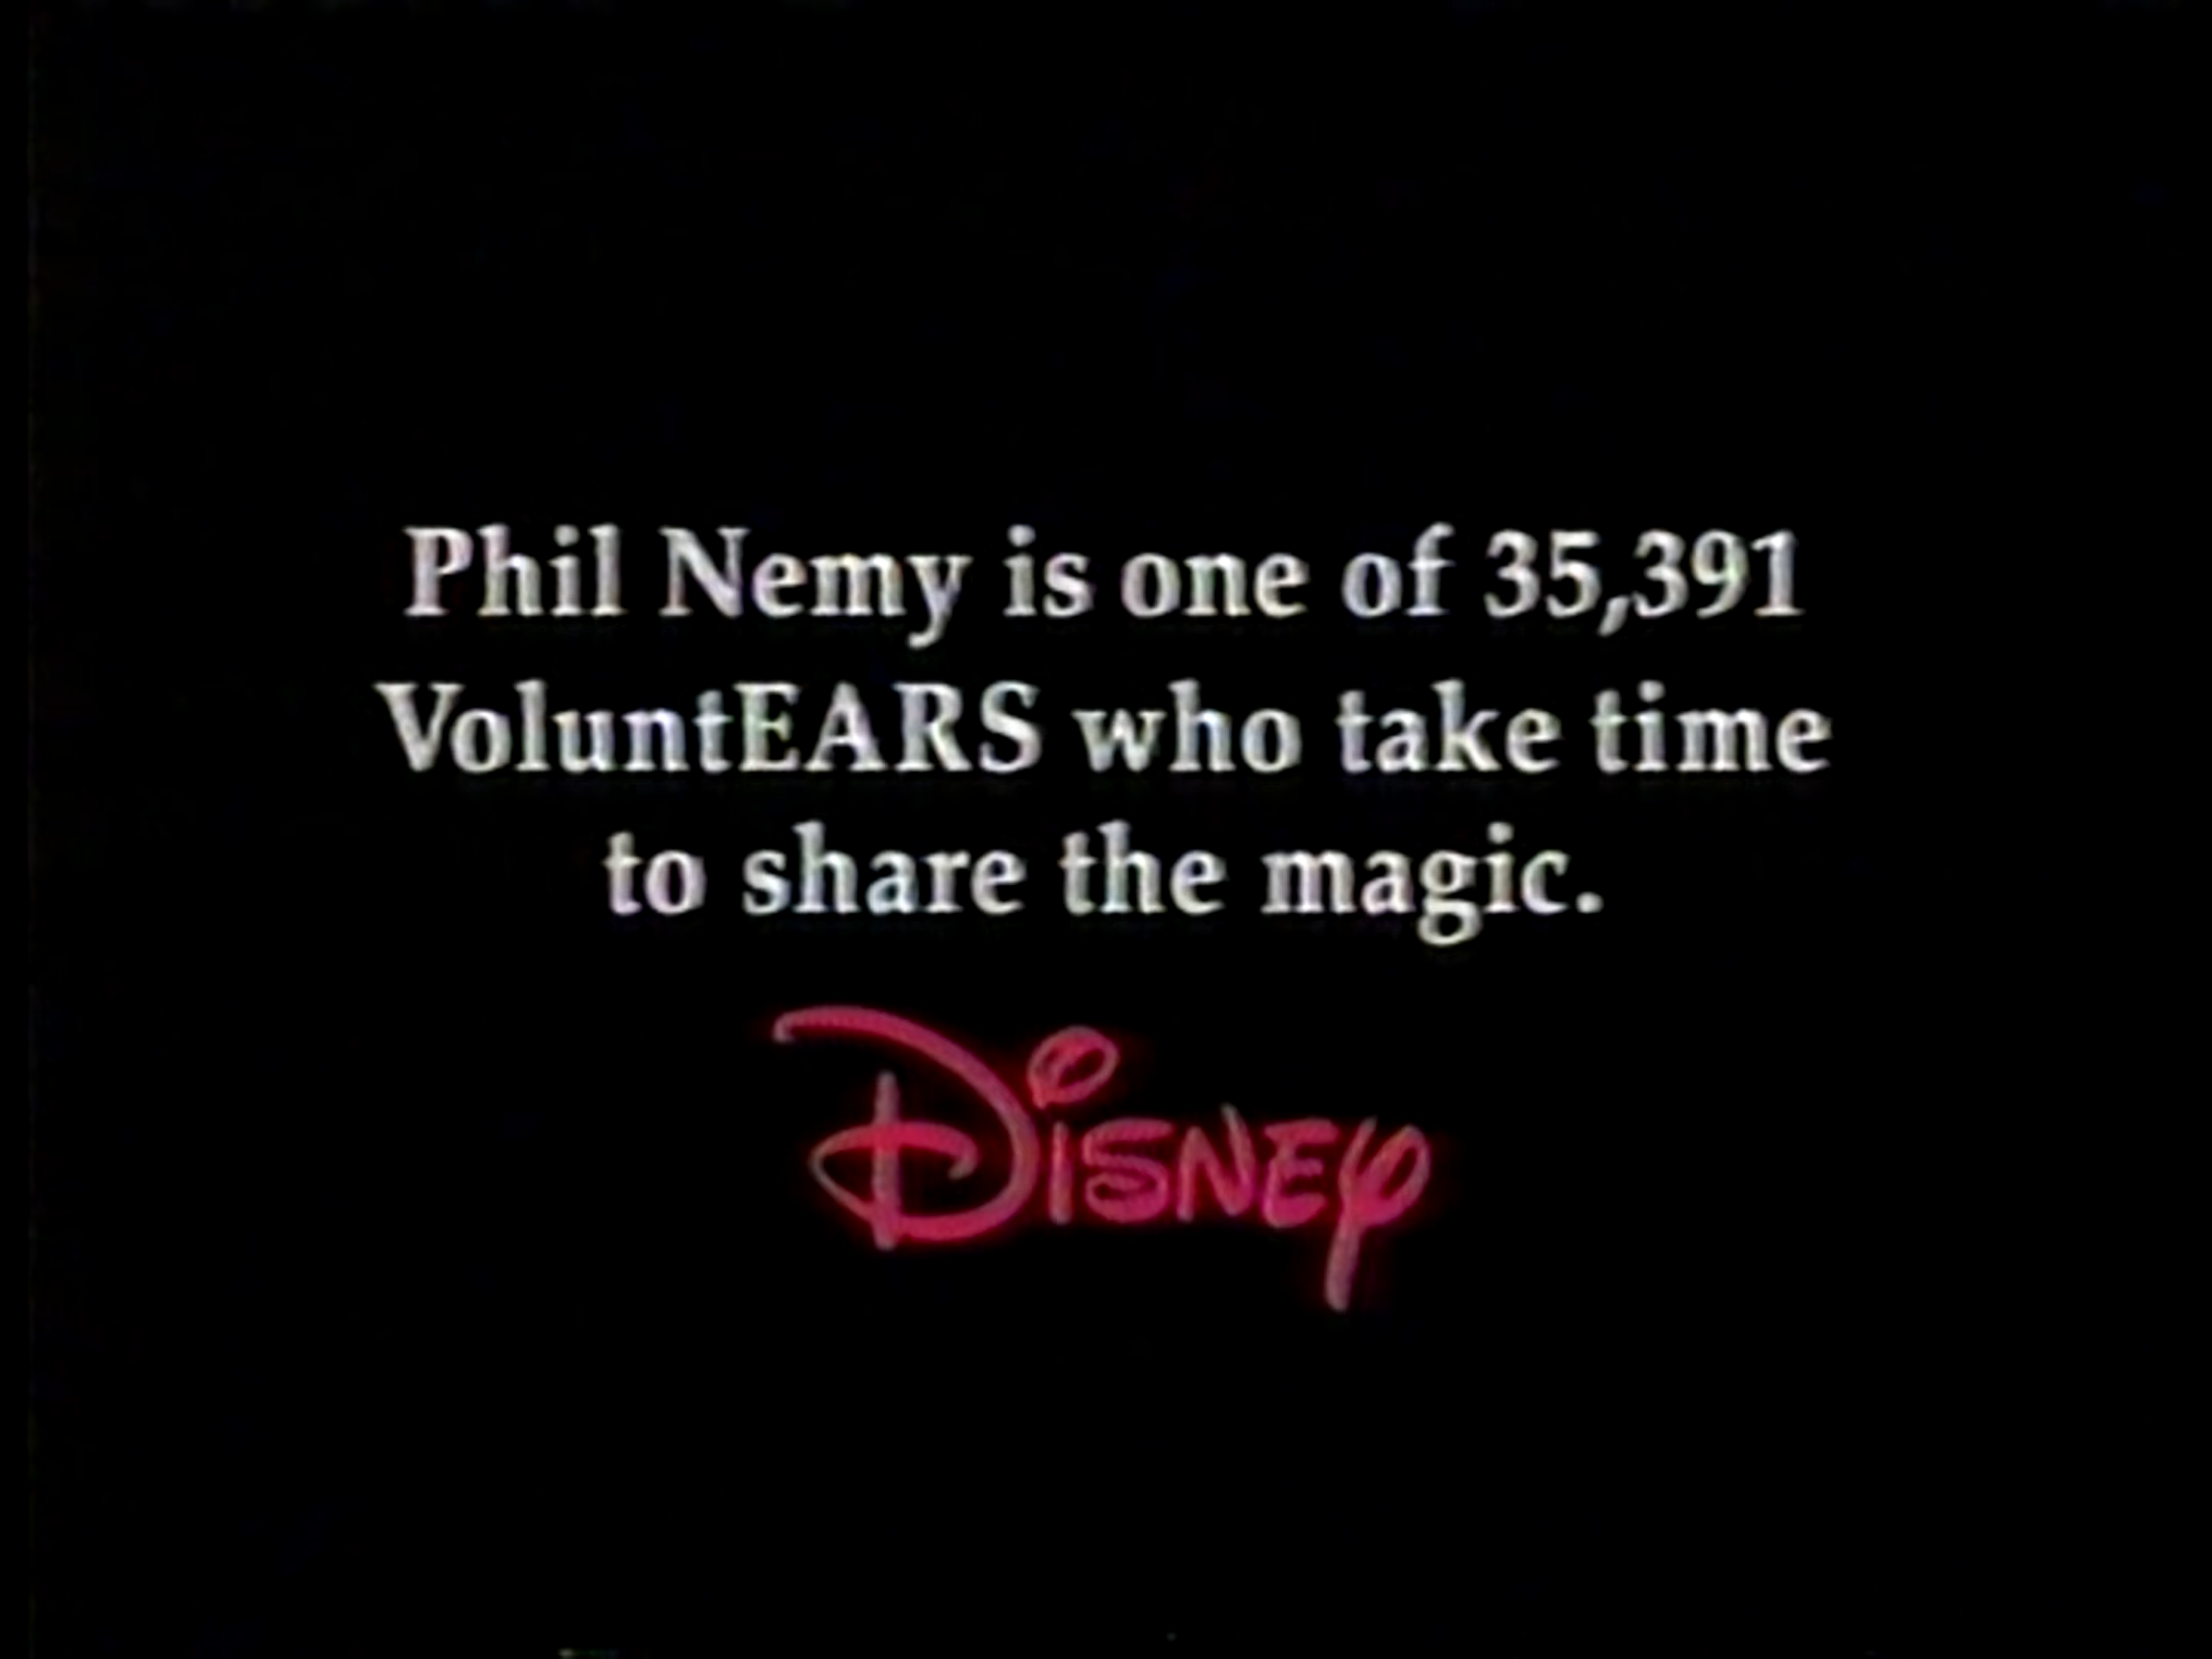 Phil Nemy is one of 35,391
VoluntEARS who take time
to share the magic.
Disney